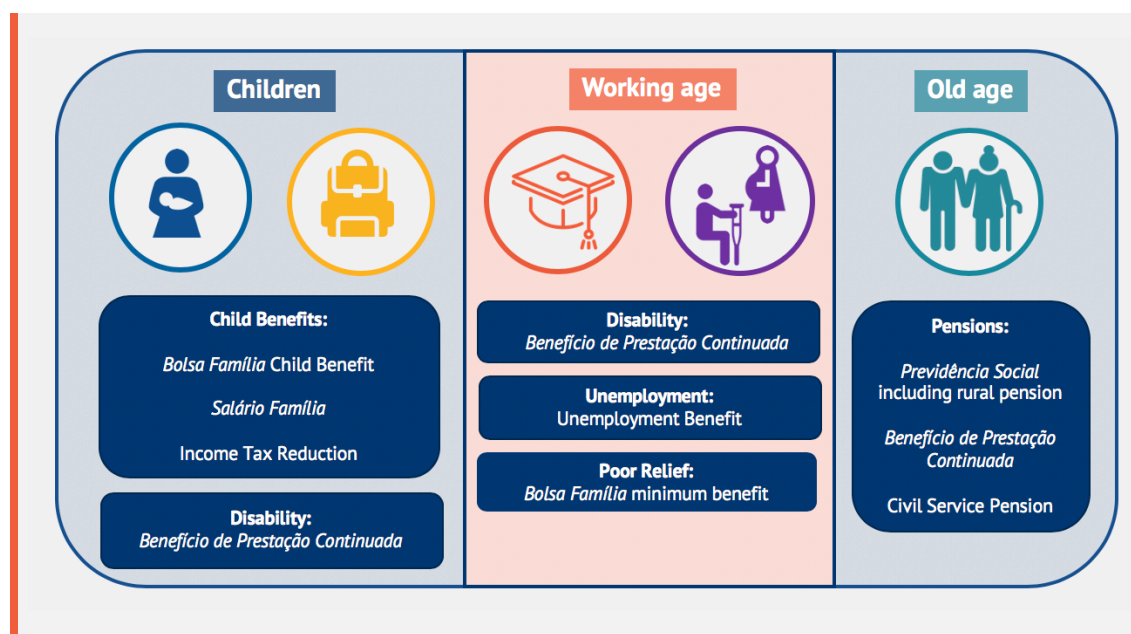 Children
Child Benefits:
Bolsa Família Child Benefit
Salário Família
Income Tax Reduction
Disability:
Benefício de Prestação Continuada
Working age
Disability:
Benefício de Prestação Continuada
Unemployment:
Unemployment Benefit
Poor Relief:
Bolsa Família minimum benefit
Old age
Pensions:
Previdência Social
including rural pension
Benefício de Prestação
Continuada
Civil Service Pension